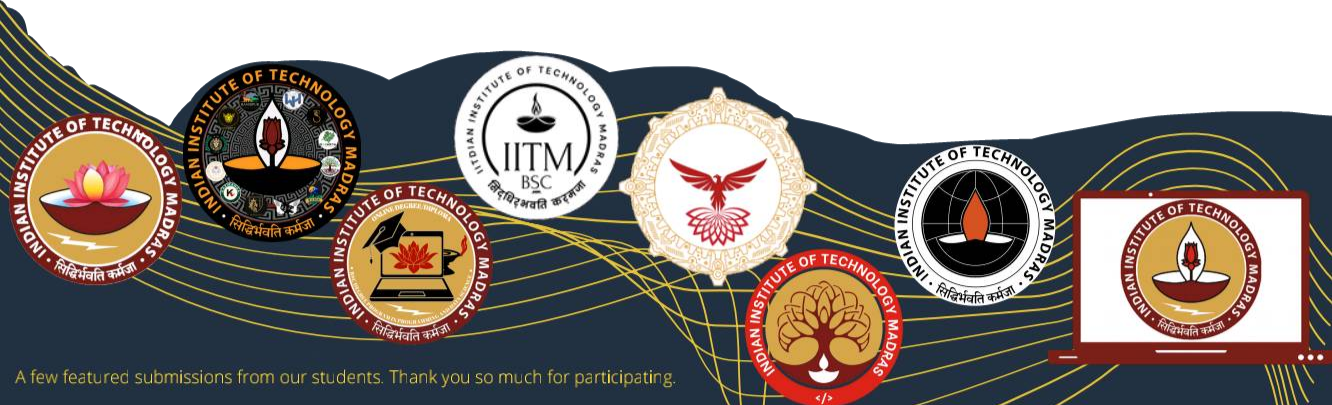 INDIAN INSTITUTE OF TECHNOLOGY MADRAS
सिद्धिर्भवति कर्मजा
INDIAN INSTITUTE OF TECHNOLOGY MADRAS
सिद्धिर्भवति कर्मजा
INDIAN INSTITUTE OF TECHNOLOGY MADRAS
ONLINE DEGREE/DIPLOMA
सिद्धिर्भवति कर्मजा
IITDIAN INSTITUTE OF TECHNOLOGY MADRAS
IITM
BSC
INDIAN INSTITUTE OF TECHNOLOGY MADRAS
</>
INDIAN INSTITUTE OF TECHNOLOGY MADRAS
सिद्धिर्भवति कर्मजा
INDIAN INSTITUTE OF TECHNOLOGY MADRAS
सिद्धिर्भवति कर्मजा
A few featured submissions from our students. Thank you so much for participating.